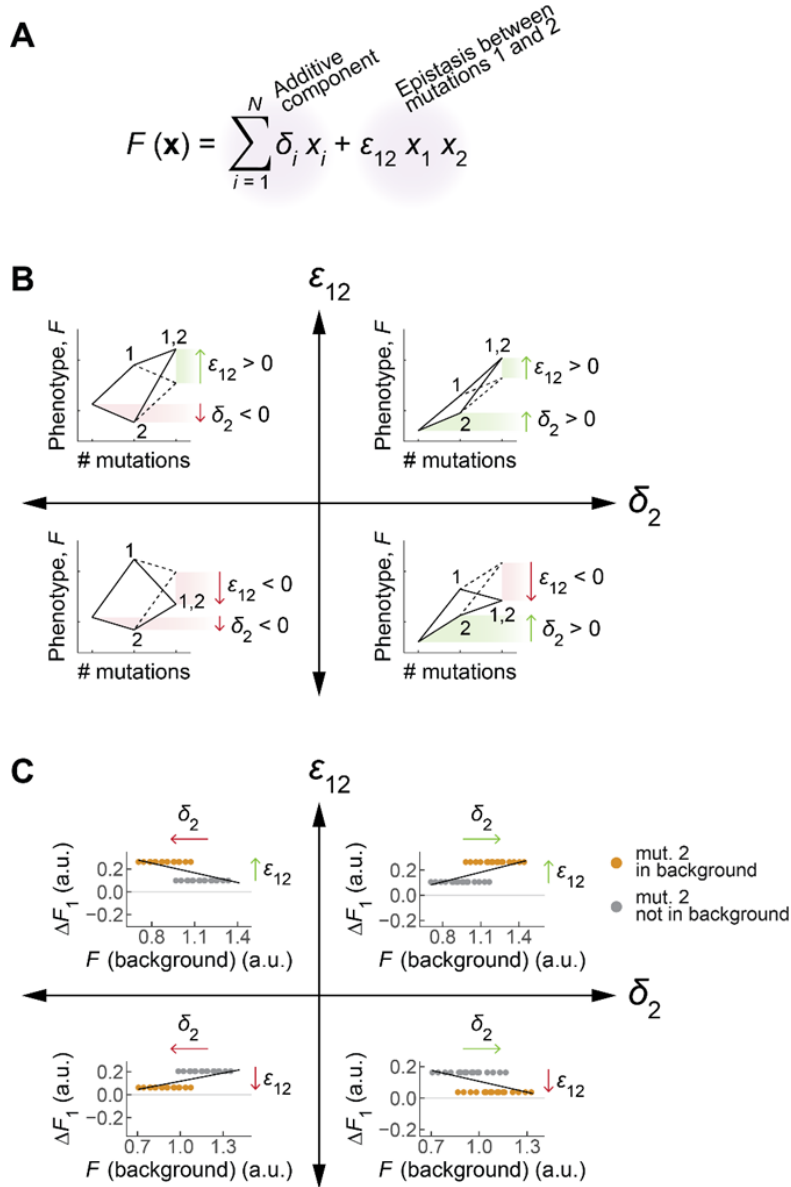 A
Additive
component
Epistasis between
mutations 1 and 2
F (x) = N ∑ i = 1 δi xi + ε12 x1 x2
B
ε12
δ2
Phenotype, F
1
1,2
2
ε12 > 0
δ2 < 0
# mutations
Phenotype, F
1,2
1
2
ε12 > 0
δ2 > 0
# mutations
Phenotype, F
1
1,2
2
ε12 < 0
δ2 < 0
# mutations
Phenotype, F
1
2
1,2
ε12 < 0
δ2 > 0
# mutations
C
ε12
δ2
δ2
ΔF1 (a.u.)
0.2
0.0
−0.2
ε12
0.8 1.1 1.4
F (background) (a.u.)
δ2
ΔF1 (a.u.)
0.2
0.0
−0.2
ε12
0.8 1.1 1.4
F (background) (a.u.)
mut. 2
in background
mut. 2
not in background
δ2
ΔF1 (a.u.)
0.2
0.0
−0.2
ε12
0.7 1.0 1.3
F (background) (a.u.)
δ2
ΔF1 (a.u.)
0.2
0.0
0.2
ε12
0.7 1.0 1.3
F (background) (a.u.)